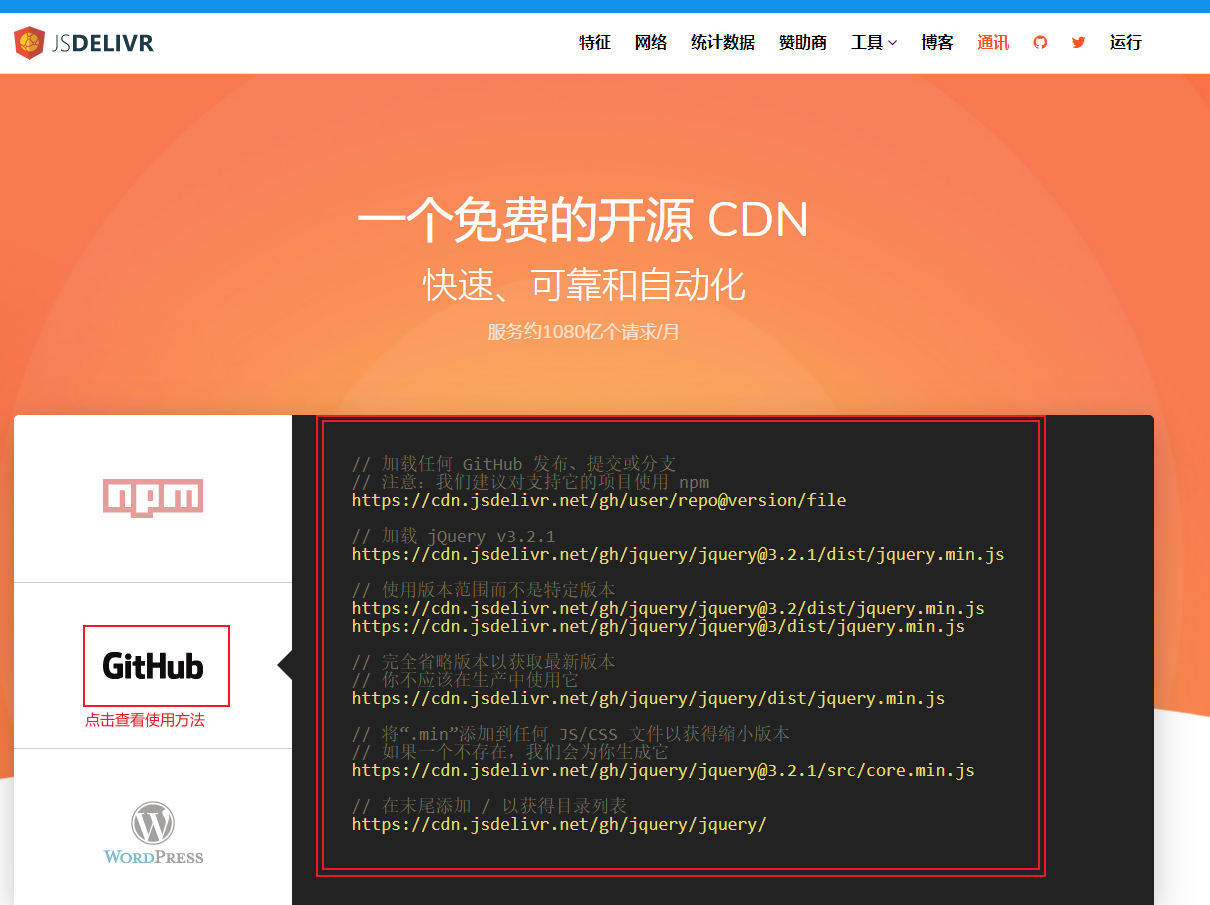 JSDELIVR
特征 网络 统计数据 赞助商 工具 博客 通讯 运行
一个免费的开源 CDN
快速、可靠和自动化
服务约1080亿个请求/月
npm
GitHub
点击查看使用方法
WORDPRESS
// 加载任何 GitHub 发布、提交或分支
// 注意：我们建议对支持它的项目使用 npm
https://cdn.jsdelivr.net/gh/user/repo@version/file
// 加载 jQuery v3.2.1
https://cdn.jsdelivr.net/gh/jquery/jquery@3.2.1/dist/jquery.min.js
// 使用版本范围而不是特定版本
https://cdn.jsdelivr.net/gh/jquery/jquery@3.2/dist/jquery.min.js
https://cdn.jsdelivr.net/gh/jquery/jquery@3/dist/jquery.min.js
// 完全省略版本以获取最新版本
// 你不应该在生产中使用它
https://cdn.jsdelivr.net/gh/jquery/jquery/dist/jquery.min.js
// 将“.min”添加到任何 JS/CSS 文件以获得缩小版本
// 如果一个不存在，我们会为你生成它
https://cdn.jsdelivr.net/gh/jquery/jquery@3.2.1/src/core.min.js
// 在末尾添加 / 以获得目录列表
https://cdn.jsdelivr.net/gh/jquery/jquery/